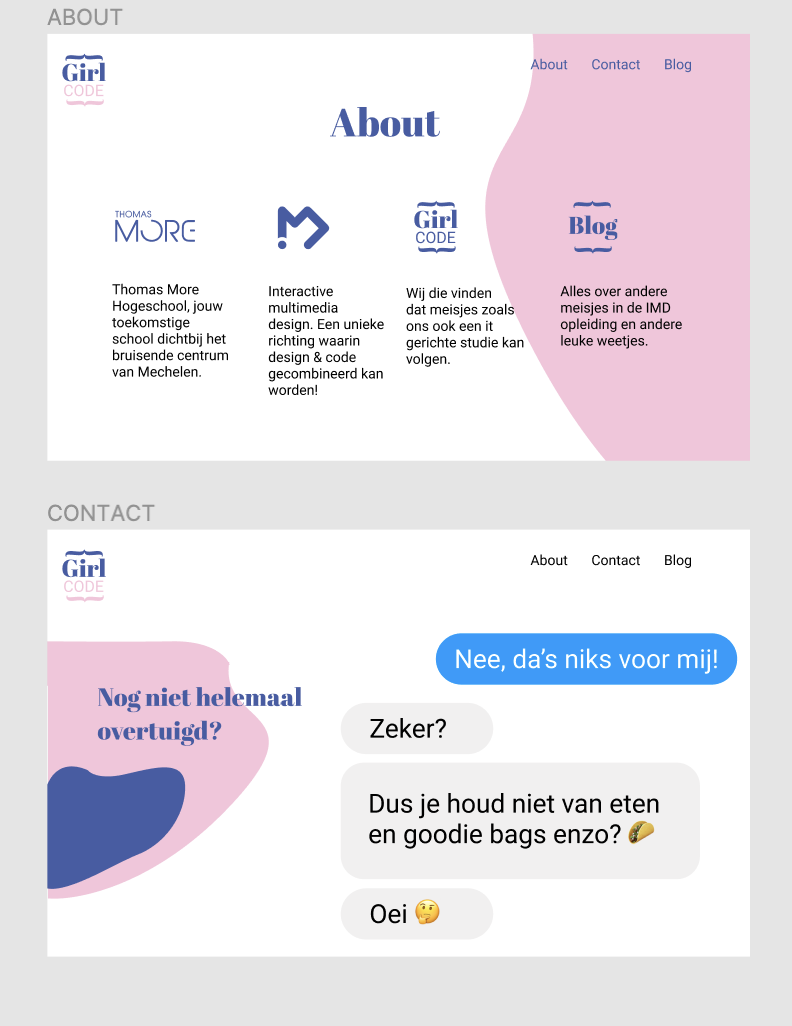 ABOUT
Girl
CODE
About Contact Blog
About
THOMAS
MORE
Girl
CODE
Blog
Thomas More
Hogeschool, jouw
toekomstige
school dichtbij het
bruisende centrum
van Mechelen.
Interactive
multimedia
design. Een unieke
richting waarin
design & code
gecombineerd kan
worden!
Wij die vinden
dat meisjes zoals
ons ook een it
gerichte studie kan
volgen.
Alles over andere
meisjes in de IMD
opleiding en andere
leuke weetjes.
CONTACT
Girl
CODE
About Contact Blog
Nog niet helemaal
overtuigd?
Nee, da’s niks voor mij!
Zeker?
Dus je houd niet van eten
en goodie bags enzo? 🌮
Oei 🤔